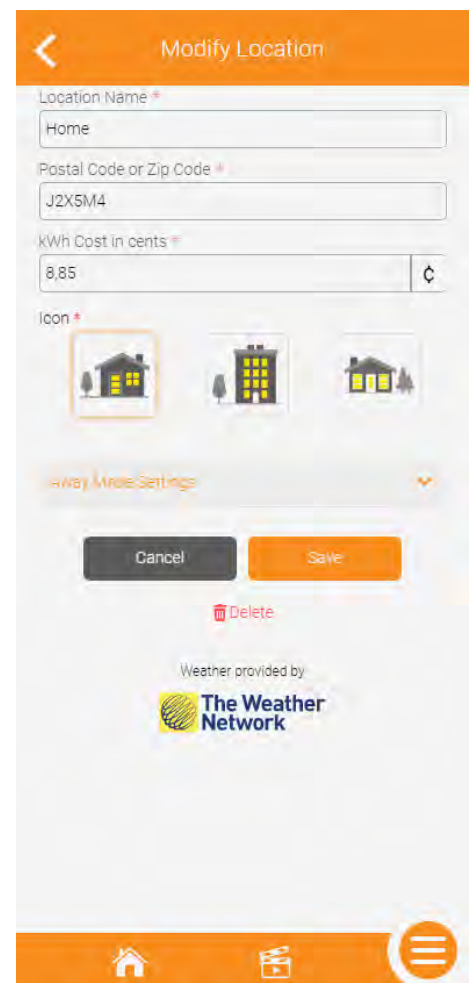 Modify Location
Location Name *
Home
Postal Code or Zip Code *
J2X5M4
kWh Cost in cents *
8,85 ¢
Icon *
Away Mode Settings
Cancel Save
Delete
Weather provided by
The Weather
Network